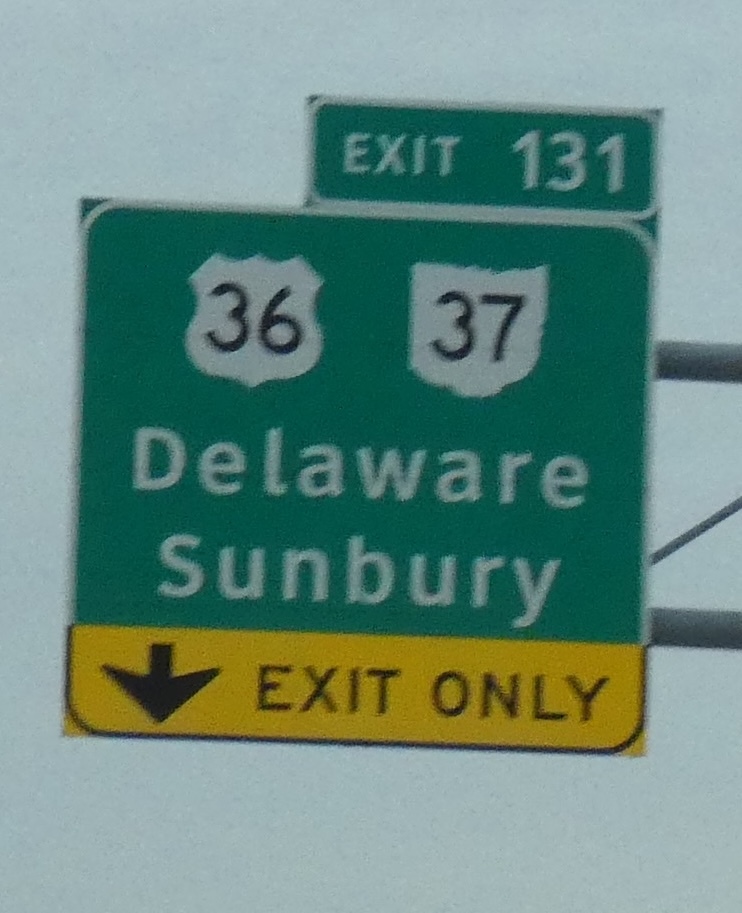 EXIT 131
36 37
Delaware
Sunbury
EXIT ONLY